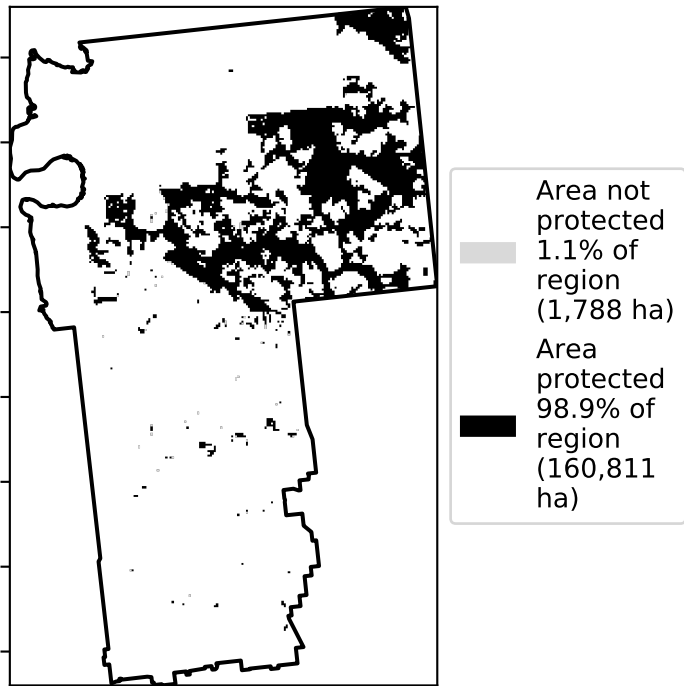 Area not
protected
1.1% of
region
(1,788 ha)
Area
protected
98.9% of
region
(160,811
ha)